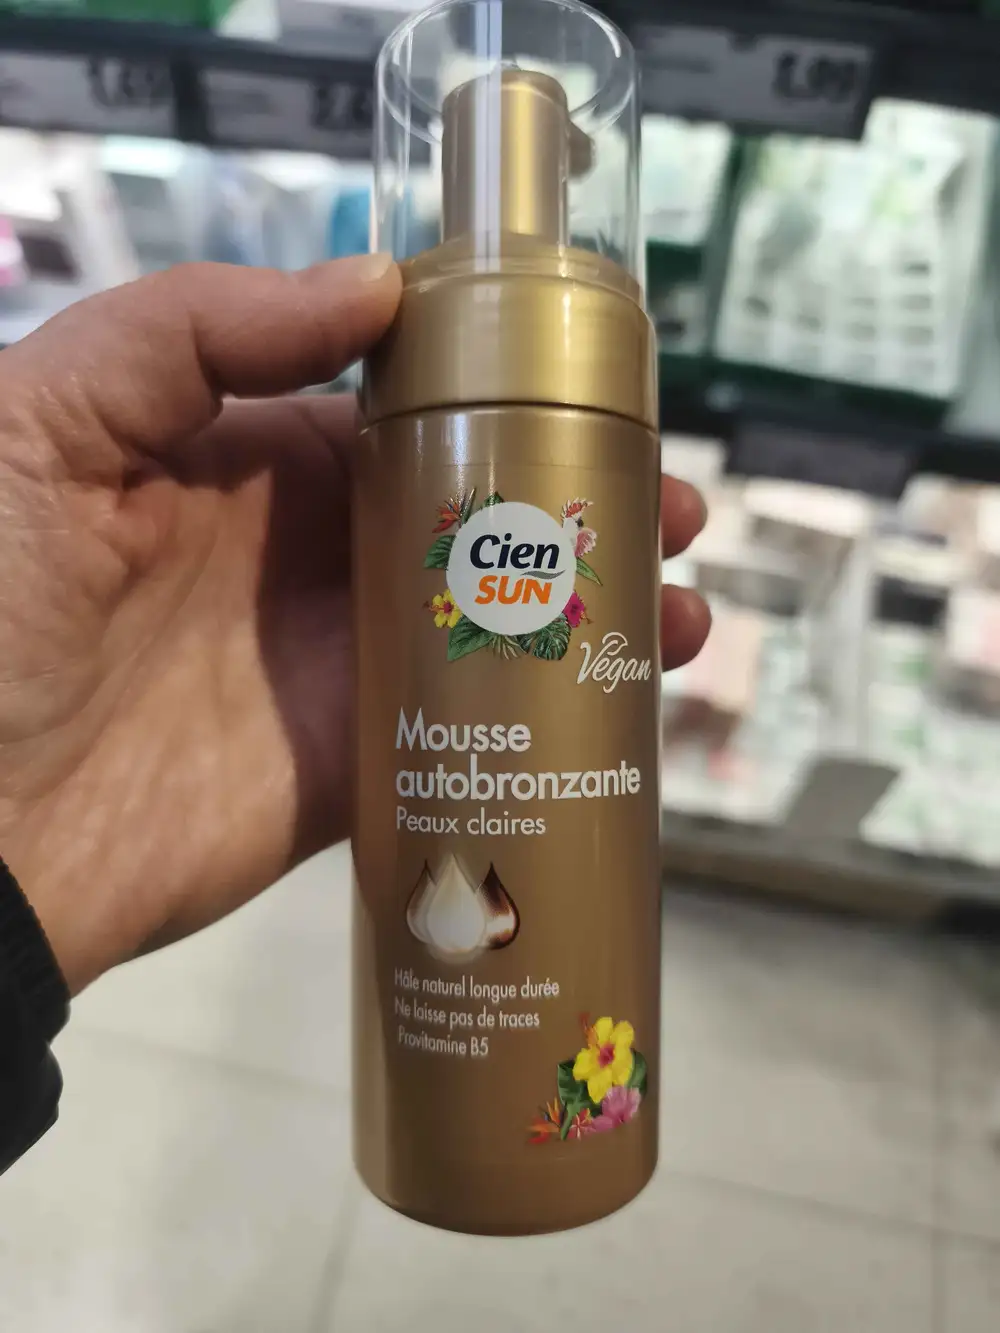 Cien
SUN
Vegan
Mousse
autobronzante
Peaux claires
Hâle naturel longue durée
Ne laisse pas de traces
Provitamine B5